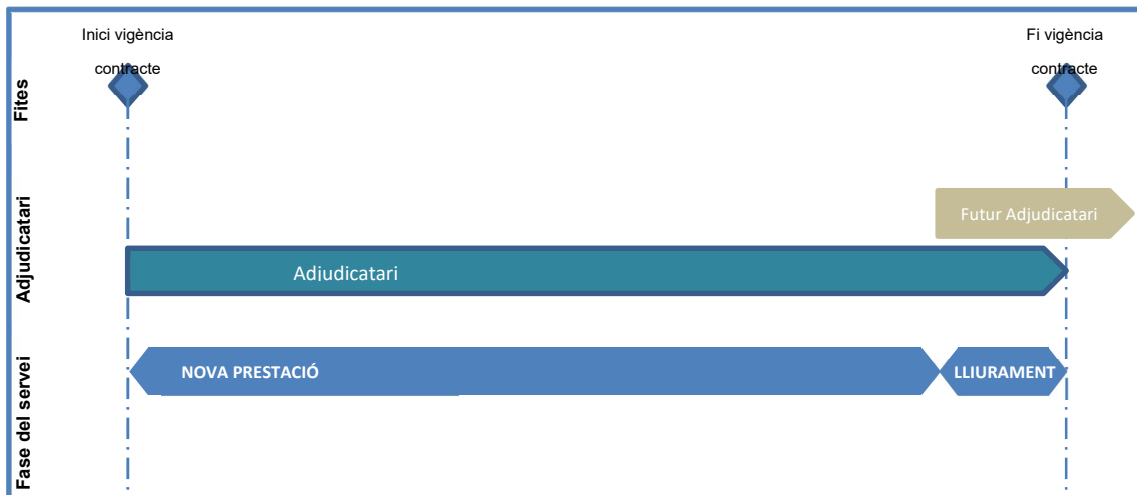 Inici vigència
contracte
Fi vigència
contracte
Fites
Futur Adjudicatari
Adjudicatari
Adjudicatari
NOVA PRESTACIÓ
LLIURAMENT
Fase del servei